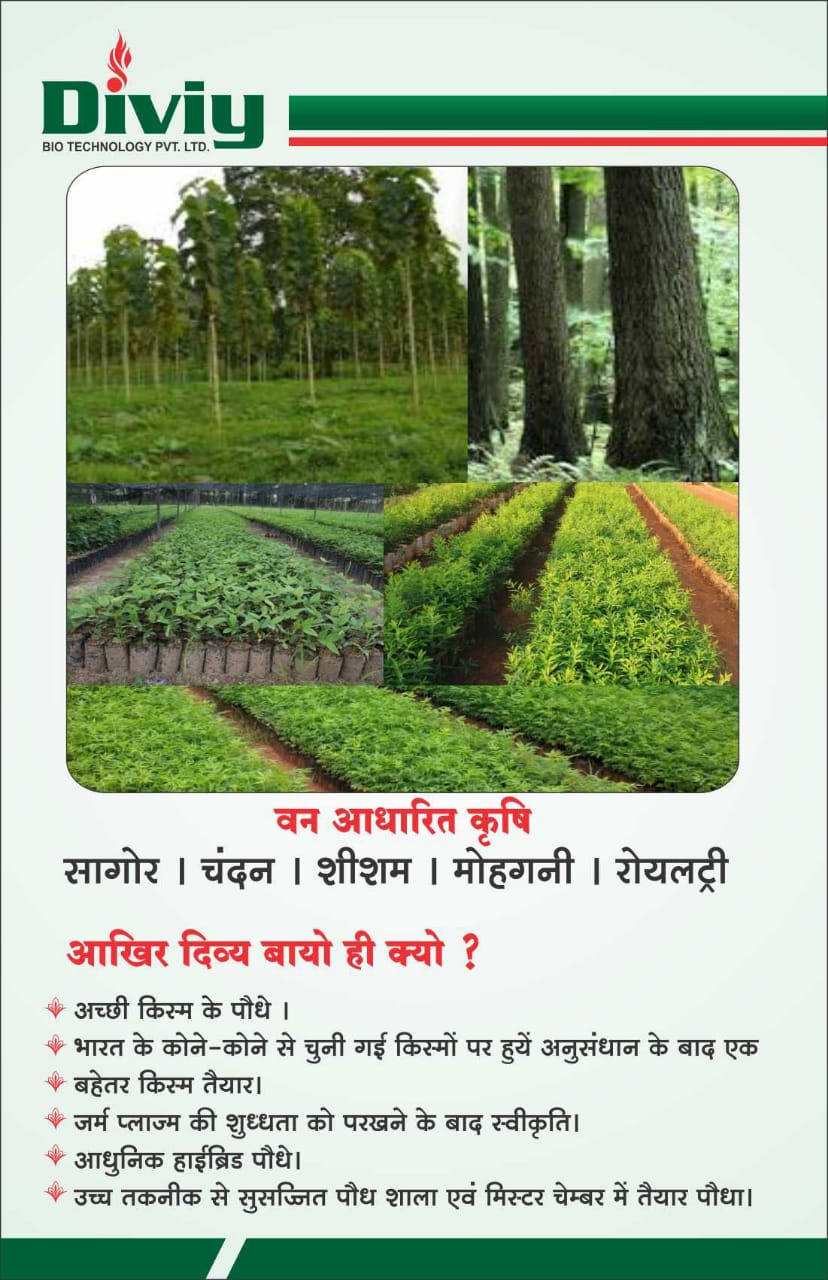 Diviy
BIO TECHNOLOGY PVT. LTD.
वन आधारित कृषि
सागोर । चंदन । शीशम । मोहगनी । रोयलट्री
आखिर दिव्य बायो ही क्यो ?
अच्छी किस्म के पौधे ।
भारत के कोने-कोने से चुनी गई किस्मों पर हुयें अनुसंधान के बाद एक
बहेतर किस्म तैयार।
जर्म प्लाज्म की शुध्धता को परखने के बाद स्वीकृति।
आधुनिक हाईब्रिड पौधे।
उच्च तकनीक से सुसज्जित पौध शाला एवं मिस्टर चेम्बर में तैयार पौधा।